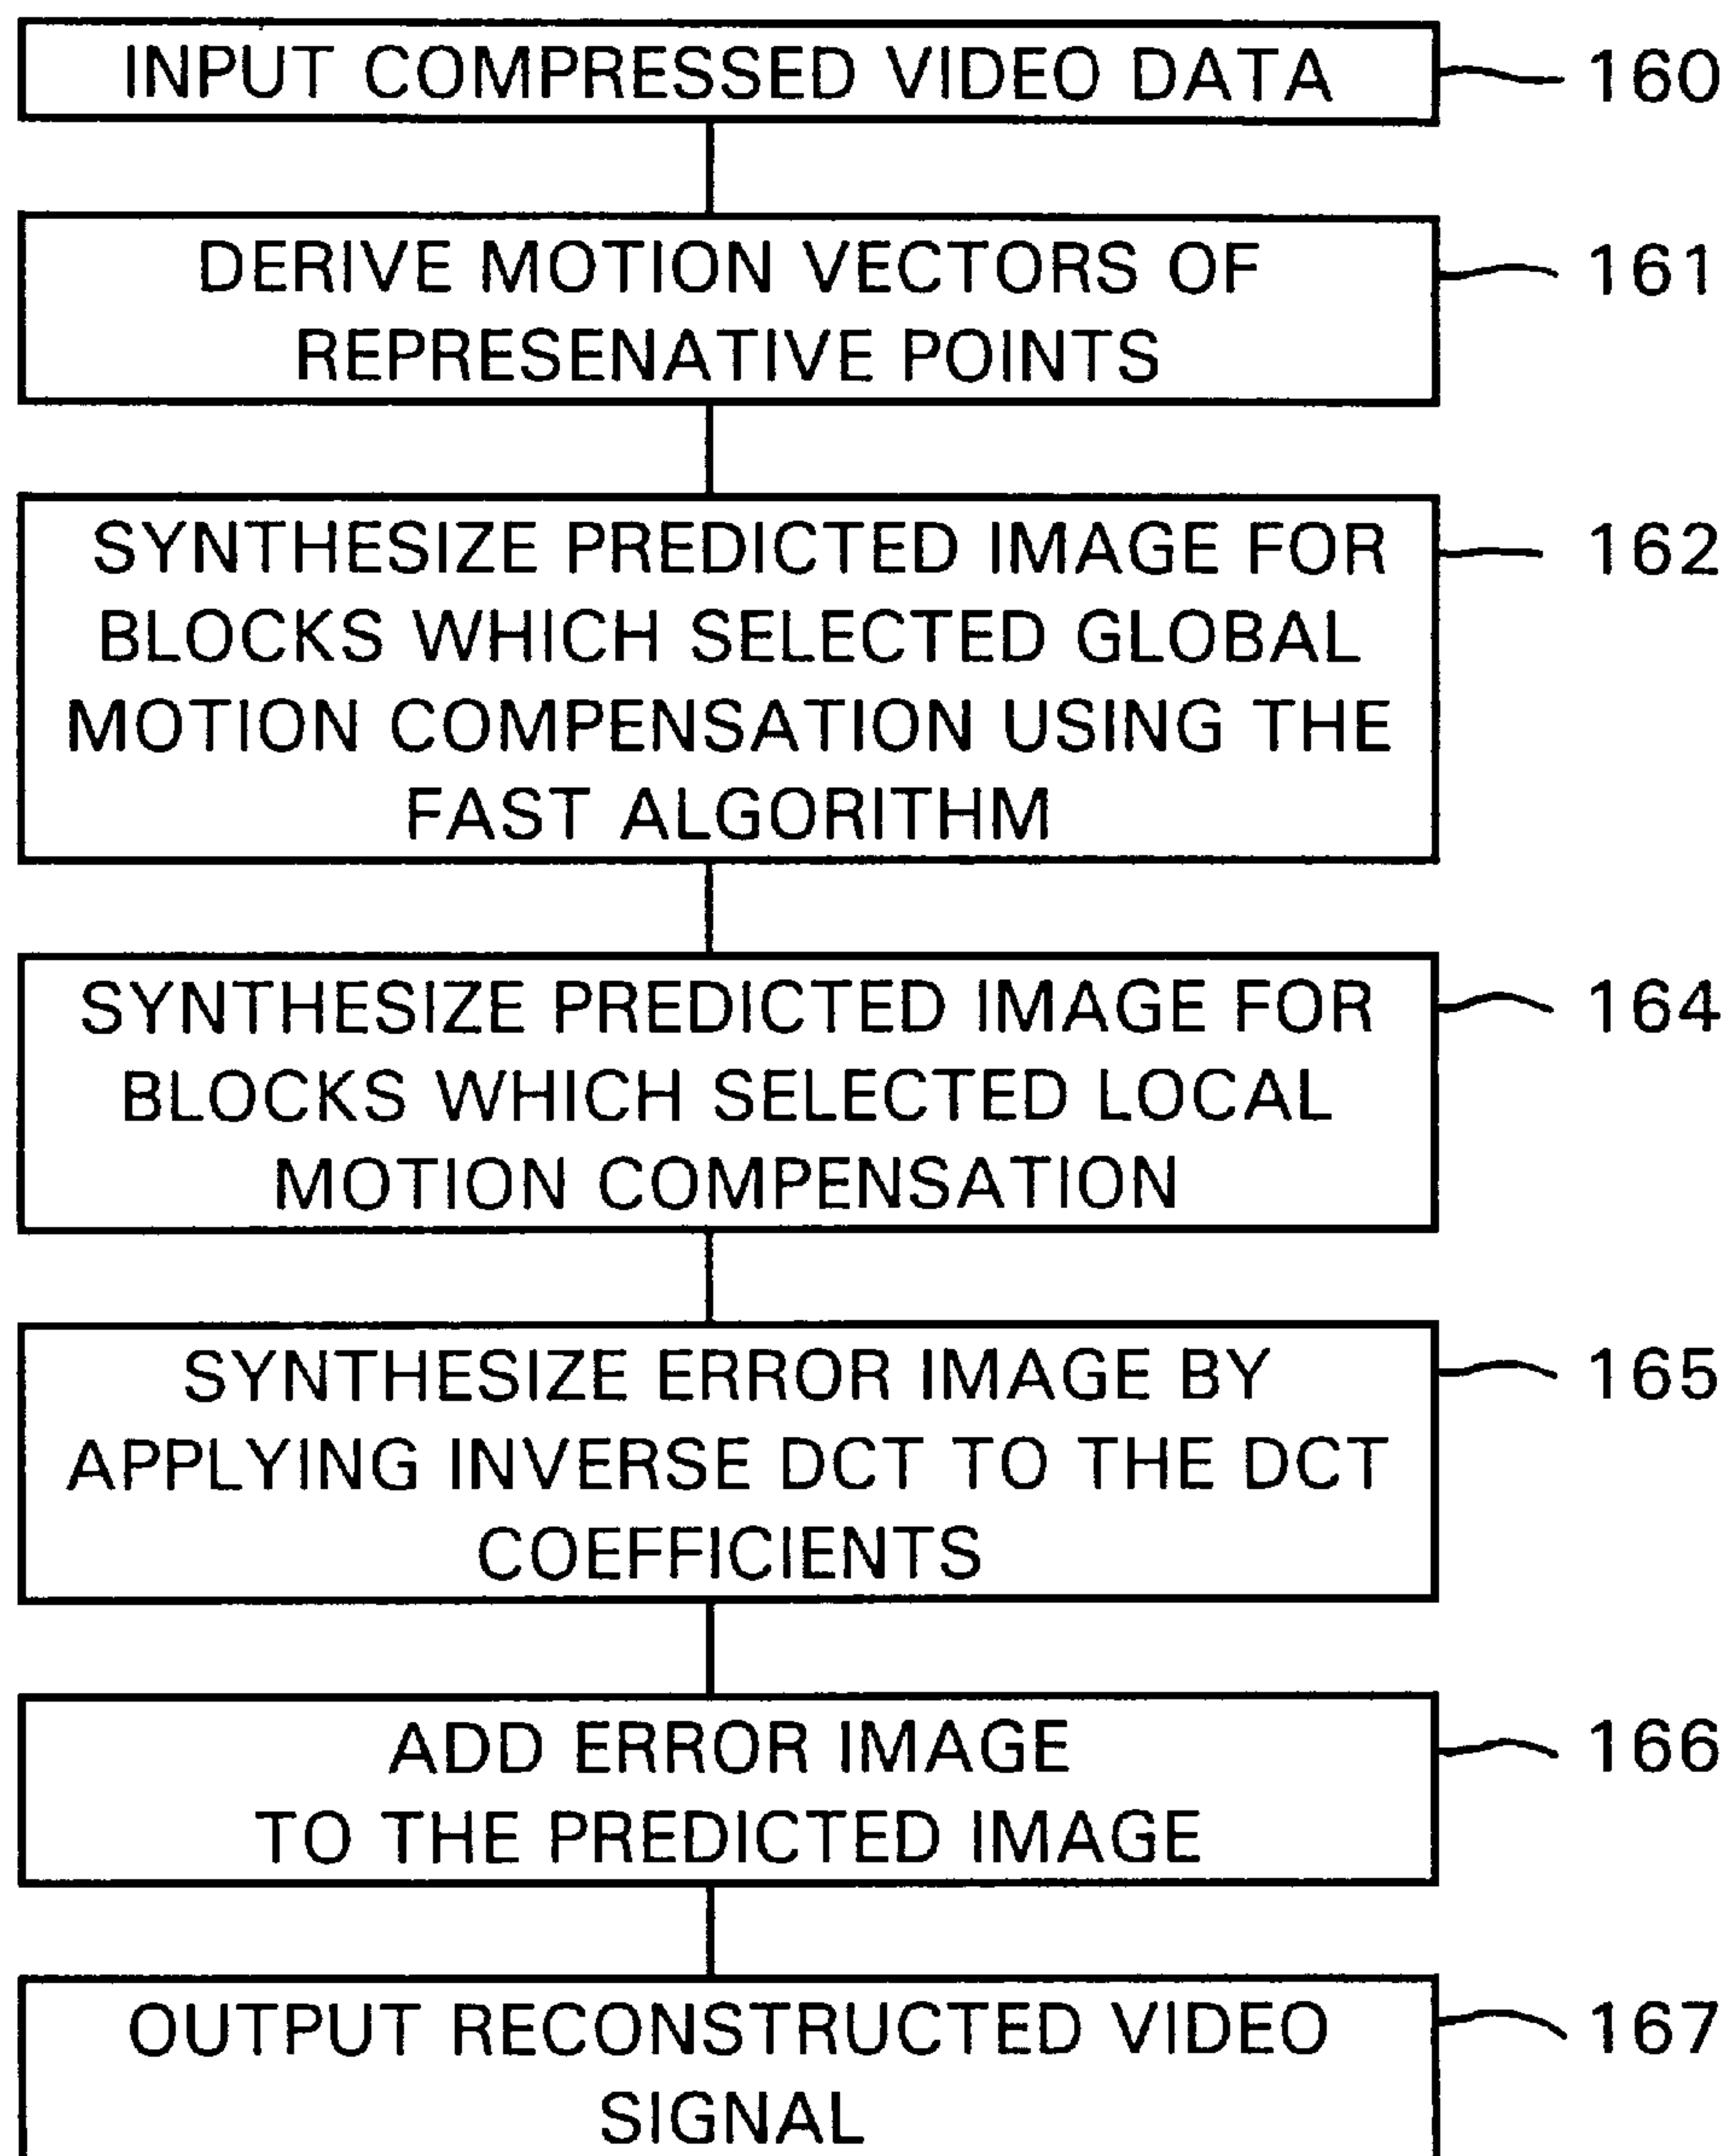 INPUT COMPRESSED VIDEO DATA
160
DERIVE MOTION VECTORS OF
REPRESENATIVE POINTS
161
SYNTHESIZE PREDICTED IMAGE FOR
BLOCKS WHICH SELECTED GLOBAL
MOTION COMPENSATION USING THE
FAST ALGORITHM
162
SYNTHESIZE PREDICTED IMAGE FOR
BLOCKS WHICH SELECTED LOCAL
MOTION COMPENSATION
164
SYNTHESIZE ERROR IMAGE BY
APPLYING INVERSE DCT TO THE DCT
COEFFICIENTS
165
ADD ERROR IMAGE
TO THE PREDICTED IMAGE
166
OUTPUT RECONSTRUCTED VIDEO
SIGNAL
167